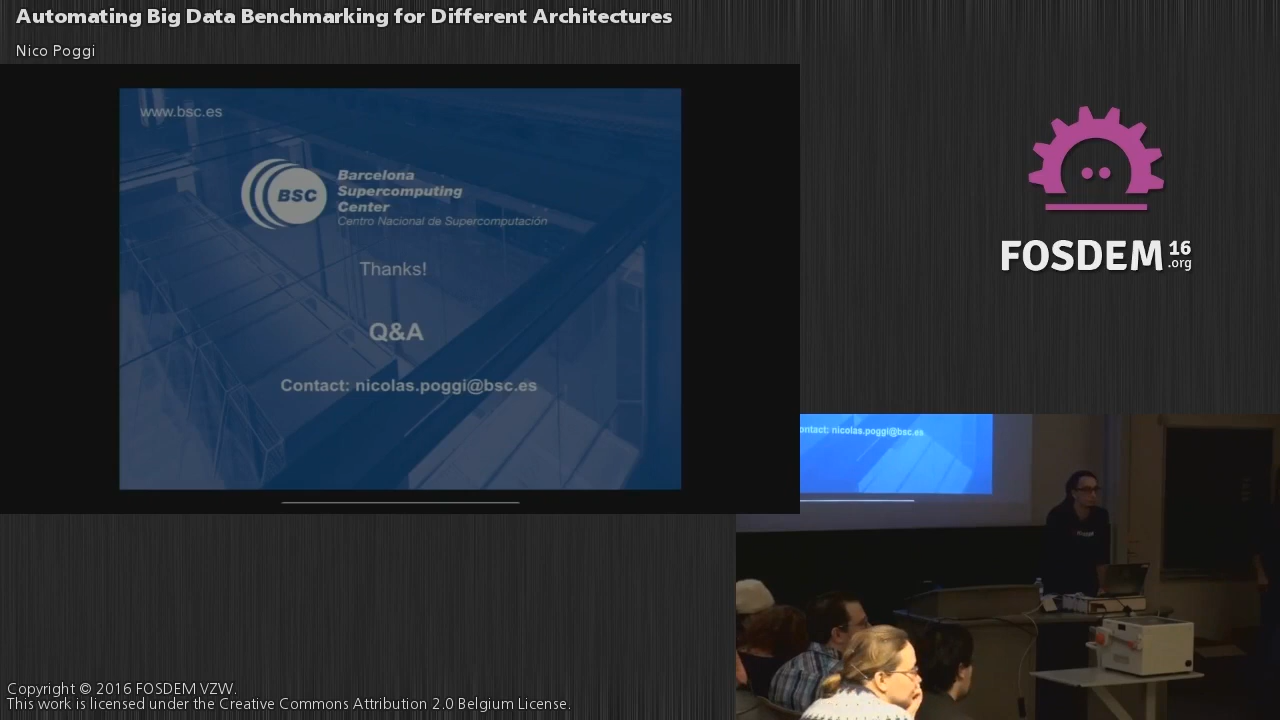 Automating Big Data Benchmarking for Different Architectures
Nico Poggi
www.bsc.es
BSC
Barcelona
Supercomputing
Center
Centro Nacional de Supercomputación
Thanks!
Q&A
Contact: nicolas.poggi@bsc.es
FOSDEM 16
.org
ontact: nicolas.poggi@bsc.es
Copyright © 2016 FOSDEM VZW.
This work is licensed under the Creative Commons Attribution 2.0 Belgium License.